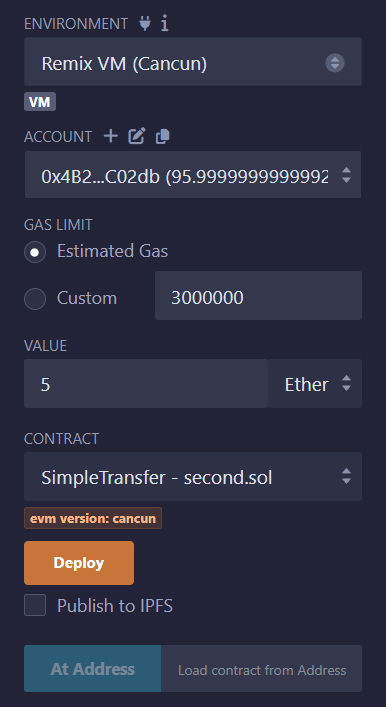 ENVIRONMENT
Remix VM (Cancun)
VM
ACCOUNT
0x4B2...C02db (95.9999999999992
GAS LIMIT
Estimated Gas
Custom 3000000
VALUE
5 Ether
CONTRACT
SimpleTransfer - second.sol
evm version: cancun
Deploy
Publish to IPFS
At Address Load contract from Address